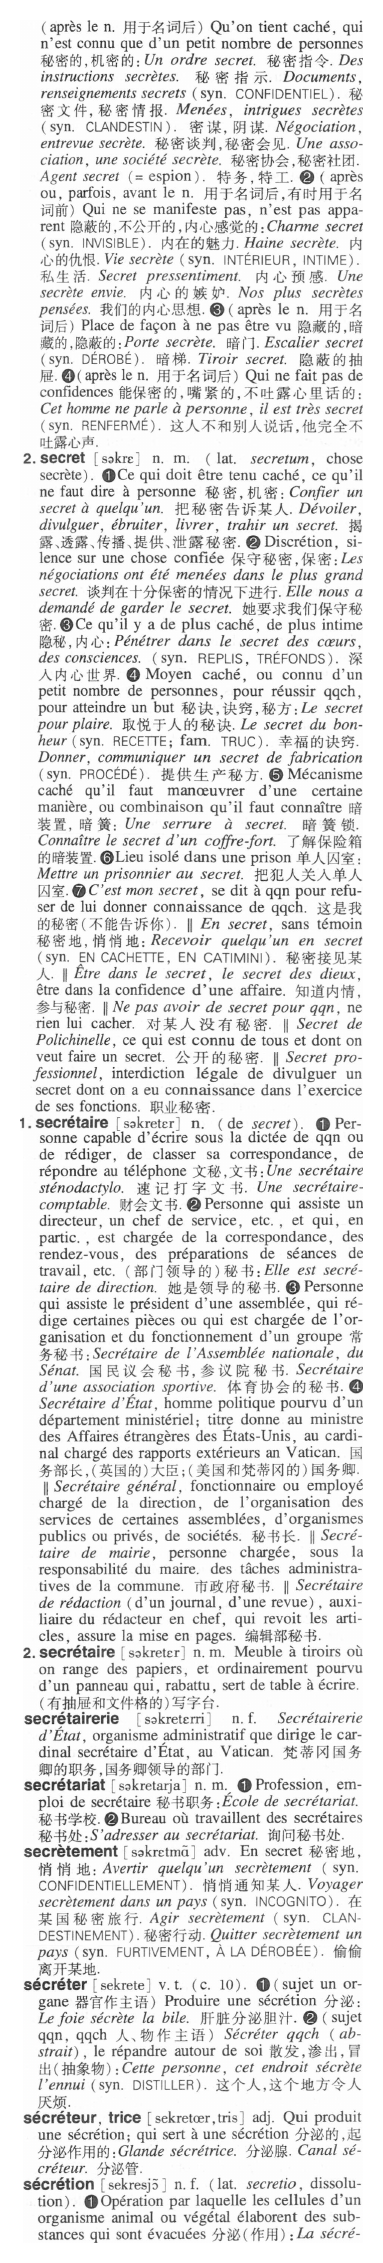 (après le n. 用于名词后) Qu'on tient caché, qui
n'est connu que d'un petit nombre de personnes
秘密的,机密的: Un ordre secret. 秘密指令. Des
instructions secrètes. 秘密指示. Documents,
renseignements secrets (syn. CONFIDENTIEL). 秘
密文件,秘密情报. Menées, intrigues secrètes
(syn. CLANDESTIN). 密谋,阴谋. Négociation,
entrevue secrète. 秘密谈判,秘密会见. Une asso-
ciation, une société secrète. 秘密协会,秘密社团.
Agent secret (= espion). 特务,特工. ❷ (après
ou, parfois, avant le n. 用于名词后,有时用于名
词前) Qui ne se manifeste pas, n'est pas appa-
rent 隐蔽的,不公开的,内心感觉的: Charme secret
(syn. INVISIBLE). 内在的魅力. Haine secrète. 内
心的仇恨. Vie secrète (syn. INTÉRIEUR, INTIME).
私生活. Secret pressentiment. 内心预感. Une
secrète envie. 内心的嫉妒. Nos plus secrètes
pensées. 我们的内心思想. ❸ (après le n. 用于名
词后) Place de façon à ne pas être vu 隐藏的,暗
藏的,隐蔽的: Porte secrète. 暗门. Escalier secret
(syn. DÉROBÉ). 暗梯. Tiroir secret. 隐蔽的抽
屉. ❹ (après le n. 用于名词后) Qui ne fait pas de
confidences 能保密的,嘴紧的,不吐露心里话的:
Cet homme ne parle à personne, il est très secret
(syn. RENFERMÉ). 这人不和别人说话,他完全不
吐露心声.
2. secret [səkrɛ] n. m. (lat. secretum, chose
secrète). ❶ Ce qui doit être tenu caché, ce qu'il
ne faut dire à personne 秘密,机密: Confier un
secret à quelqu'un. 把秘密告诉某人. Dévoiler,
divulguer, ébruiter, livrer, trahir un secret. 揭
露、透露、传播、提供、泄露秘密. ❷ Discrétion, si-
lence sur une chose confiée 保守秘密,保密: Les
négociations ont été menées dans le plus grand
secret. 谈判在十分保密的情况下进行. Elle nous a
demandé de garder le secret. 她要求我们保守秘
密. ❸ Ce qu'il y a de plus caché, de plus intime
隐秘,内心: Pénétrer dans le secret des cœurs,
des consciences. (syn. REPLIS, TRÉFONDS). 深
入内心世界. ❹ Moyen caché, ou connu d'un
petit nombre de personnes, pour réussir qqch,
pour atteindre un but 秘诀,诀窍,秘方: Le secret
pour plaire. 取悦于人的秘诀. Le secret du bon-
heur (syn. RECETTE; fam. TRUC). 幸福的诀窍.
Donner, communiquer un secret de fabrication
(syn. PROCÉDÉ). 提供生产秘方. ❺ Mécanisme
caché qu'il faut manœuvrer d'une certaine
manière, ou combinaison qu'il faut connaître 暗
装置, 暗簧: Une serrure à secret. 暗簧锁.
Connaître le secret d'un coffre-fort. 了解保险箱
的暗装置. ❻ Lieu isolé dans une prison 单人囚室:
Mettre un prisonnier au secret. 把犯人关入单人
囚室. ❼ C'est mon secret, se dit à qqn pour refu-
ser de lui donner connaissance de qqch. 这是我
的秘密(不能告诉你). ‖ En secret, sans témoin
秘密地,悄悄地: Recevoir quelqu'un en secret
(syn. EN CACHETTE, EN CATIMINI). 秘密接见某
人. ‖ Être dans le secret, le secret des dieux,
être dans la confidence d'une affaire. 知道内情,
参与秘密. ‖ Ne pas avoir de secret pour qqn, ne
rien lui cacher. 对某人没有秘密. ‖ Secret de
Polichinelle, ce qui est connu de tous et dont on
veut faire un secret. 公开的秘密. ‖ Secret pro-
fessionnel, interdiction légale de divulguer un
secret dont on a eu connaissance dans l'exercice
de ses fonctions. 职业秘密.
1. secrétaire [səkretɛr] n. (de secret). ❶ Per-
sonne capable d'écrire sous la dictée de qqn ou
de rédiger, de classer sa correspondance, de
répondre au téléphone 文秘,文书: Une secrétaire
sténodactylo. 速记打字文书. Une secrétaire-
comptable. 财会文书. ❷ Personne qui assiste un
directeur, un chef de service, etc., et qui, en
partic., est chargée de la correspondance, des
rendez-vous, des préparations de séances de
travail, etc. (部门领导的)秘书: Elle est secré-
taire de direction. 她是领导的秘书. ❸ Personne
qui assiste le président d'une assemblée, qui ré-
dige certaines pièces ou qui est chargée de l'or-
ganisation et du fonctionnement d'un groupe 常
务秘书: Secrétaire de l'Assemblée nationale, du
Sénat. 国民议会秘书,参议院秘书. Secrétaire
d'une association sportive. 体育协会的秘书. ❹
Secrétaire d'État, homme politique pourvu d'un
département ministériel; titre donne au ministre
des Affaires étrangères des États-Unis, au cardi-
nal chargé des rapports extérieurs an Vatican. 国
务部长,(英国的)大臣;(美国和梵蒂冈的)国务卿.
‖ Secrétaire général, fonctionnaire ou employé
chargé de la direction, de l'organisation des
services de certaines assemblées, d'organismes
publics ou privés, de sociétés. 秘书长. ‖ Secré-
taire de mairie, personne chargée, sous la
responsabilité du maire. des tâches administra-
tives de la commune. 市政府秘书. ‖ Secrétaire
de rédaction (d'un journal, d'une revue), auxi-
liaire du rédacteur en chef, qui revoit les arti-
cles, assure la mise en pages. 编辑部秘书.
2. secrétaire [səkretɛr] n. m. Meuble à tiroirs où
on range des papiers, et ordinairement pourvu
d'un panneau qui, rabattu, sert de table à écrire.
(有抽屉和文件格的)写字台.
secrétairerie [səkretɛrri] n. f. Secrétairerie
d'État, organisme administratif que dirige le car-
dinal secrétaire d'État, au Vatican. 梵蒂冈国务
卿的职务,国务卿领导的部门.
secrétariat [səkretarja] n. m. ❶ Profession, em-
ploi de secrétaire 秘书职务: École de secrétariat.
秘书学校. ❷ Bureau où travaillent des secrétaires
秘书处: S'adresser au secrétariat. 询问秘书处.
secrètement [səkrɛtmɑ̃] adv. En secret 秘密地,
悄悄地: Avertir quelqu'un secrètement (syn.
CONFIDENTIELLEMENT). 悄悄通知某人. Voyager
secrètement dans un pays (syn. INCOGNITO). 在
某国秘密旅行. Agir secrètement (syn. CLAN-
DESTINEMENT). 秘密行动. Quitter secrètement un
pays (syn. FURTIVEMENT, À LA DÉROBÉE). 偷偷
离开某地.
sécréter [sekrete] v. t. (c. 10). ❶ (sujet un or-
gane 器官作主语) Produire une sécrétion 分泌:
Le foie sécrète la bile. 肝脏分泌胆汁. ❷ (sujet
qqn, qqch 人、物作主语) Sécréter qqch (ab-
strait), le répandre autour de soi 散发,渗出,冒
出(抽象物): Cette personne, cet endroit sécrète
l'ennui (syn. DISTILLER). 这个人,这个地方令人
厌烦.
sécréteur, trice [sekretœr,tris] adj. Qui produit
une sécrétion; qui sert à une sécrétion 分泌的,起
分泌作用的: Glande sécrétrice. 分泌腺. Canal sé-
créteur. 分泌管.
sécrétion [sekresjɔ̃] n. f. (lat. secretio, dissolu-
tion). ❶ Opération par laquelle les cellules d'un
organisme animal ou végétal élaborent des sub-
stances qui sont évacuées 分泌(作用): La sécré-